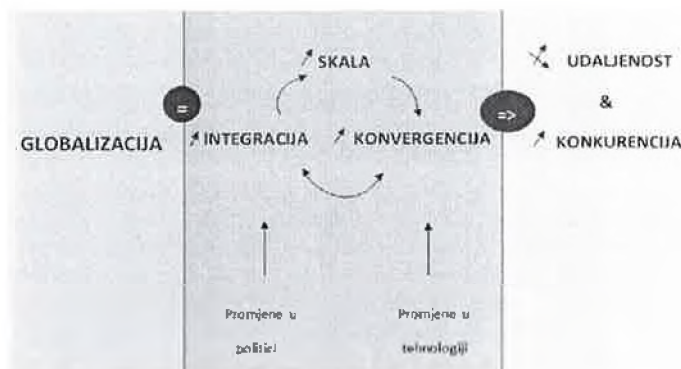 SKALA
UDALJENOST
=
=>
&
GLOBALIZACIJA
INTEGRACIJA
KONVERGENCIJA
KONKURENCIJA
Promjene u
politici
Promjene u
tehnologiji